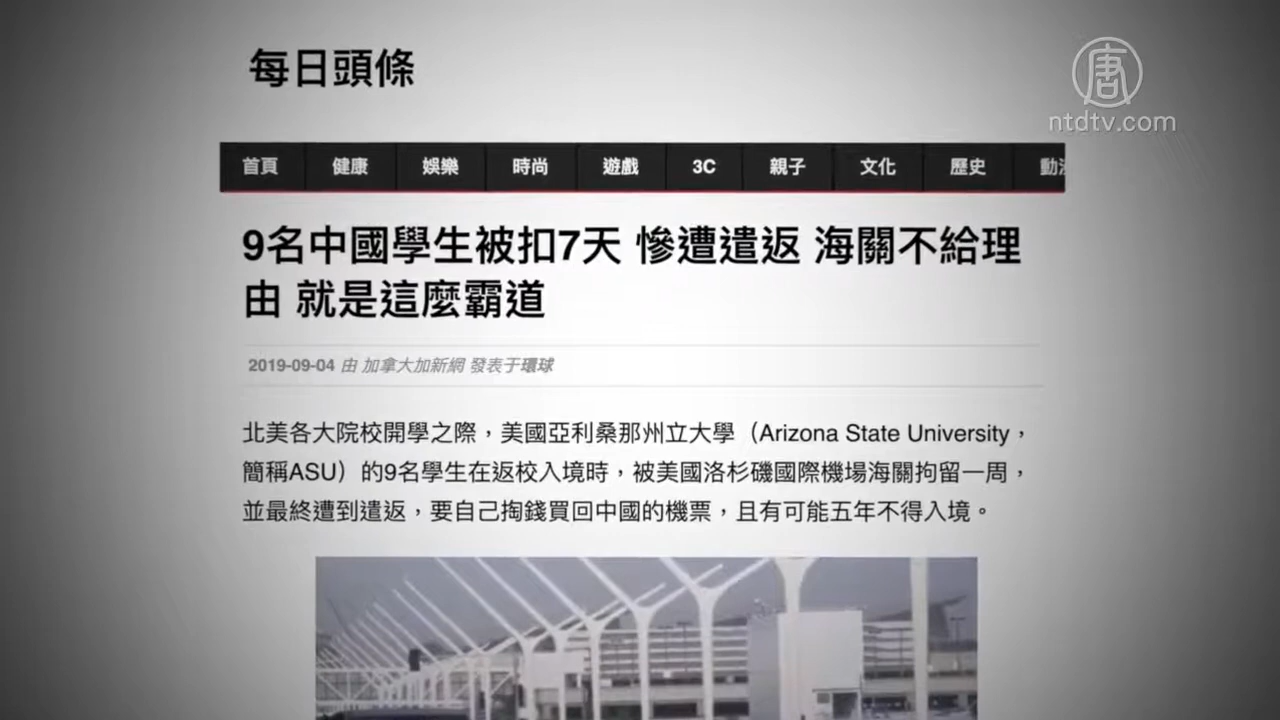 每日頭條
唐
ntdtv.com
首頁 健康 娛樂 時尚 遊戲 3C 親子 文化 歷史
9名中國學生被扣7天 慘遭遣返 海關不給理
由 就是這麼霸道
2019-09-04 由 加拿大加新網 發表于環球
北美各大院校開學之際，美國亞利桑那州立大學（Arizona State University，
簡稱ASU）的9名學生在返校入境時，被美國洛杉磯國際機場海關拘留一周，
並最終遭到遣返，要自己掏錢買回中國的機票，且有可能五年不得入境。